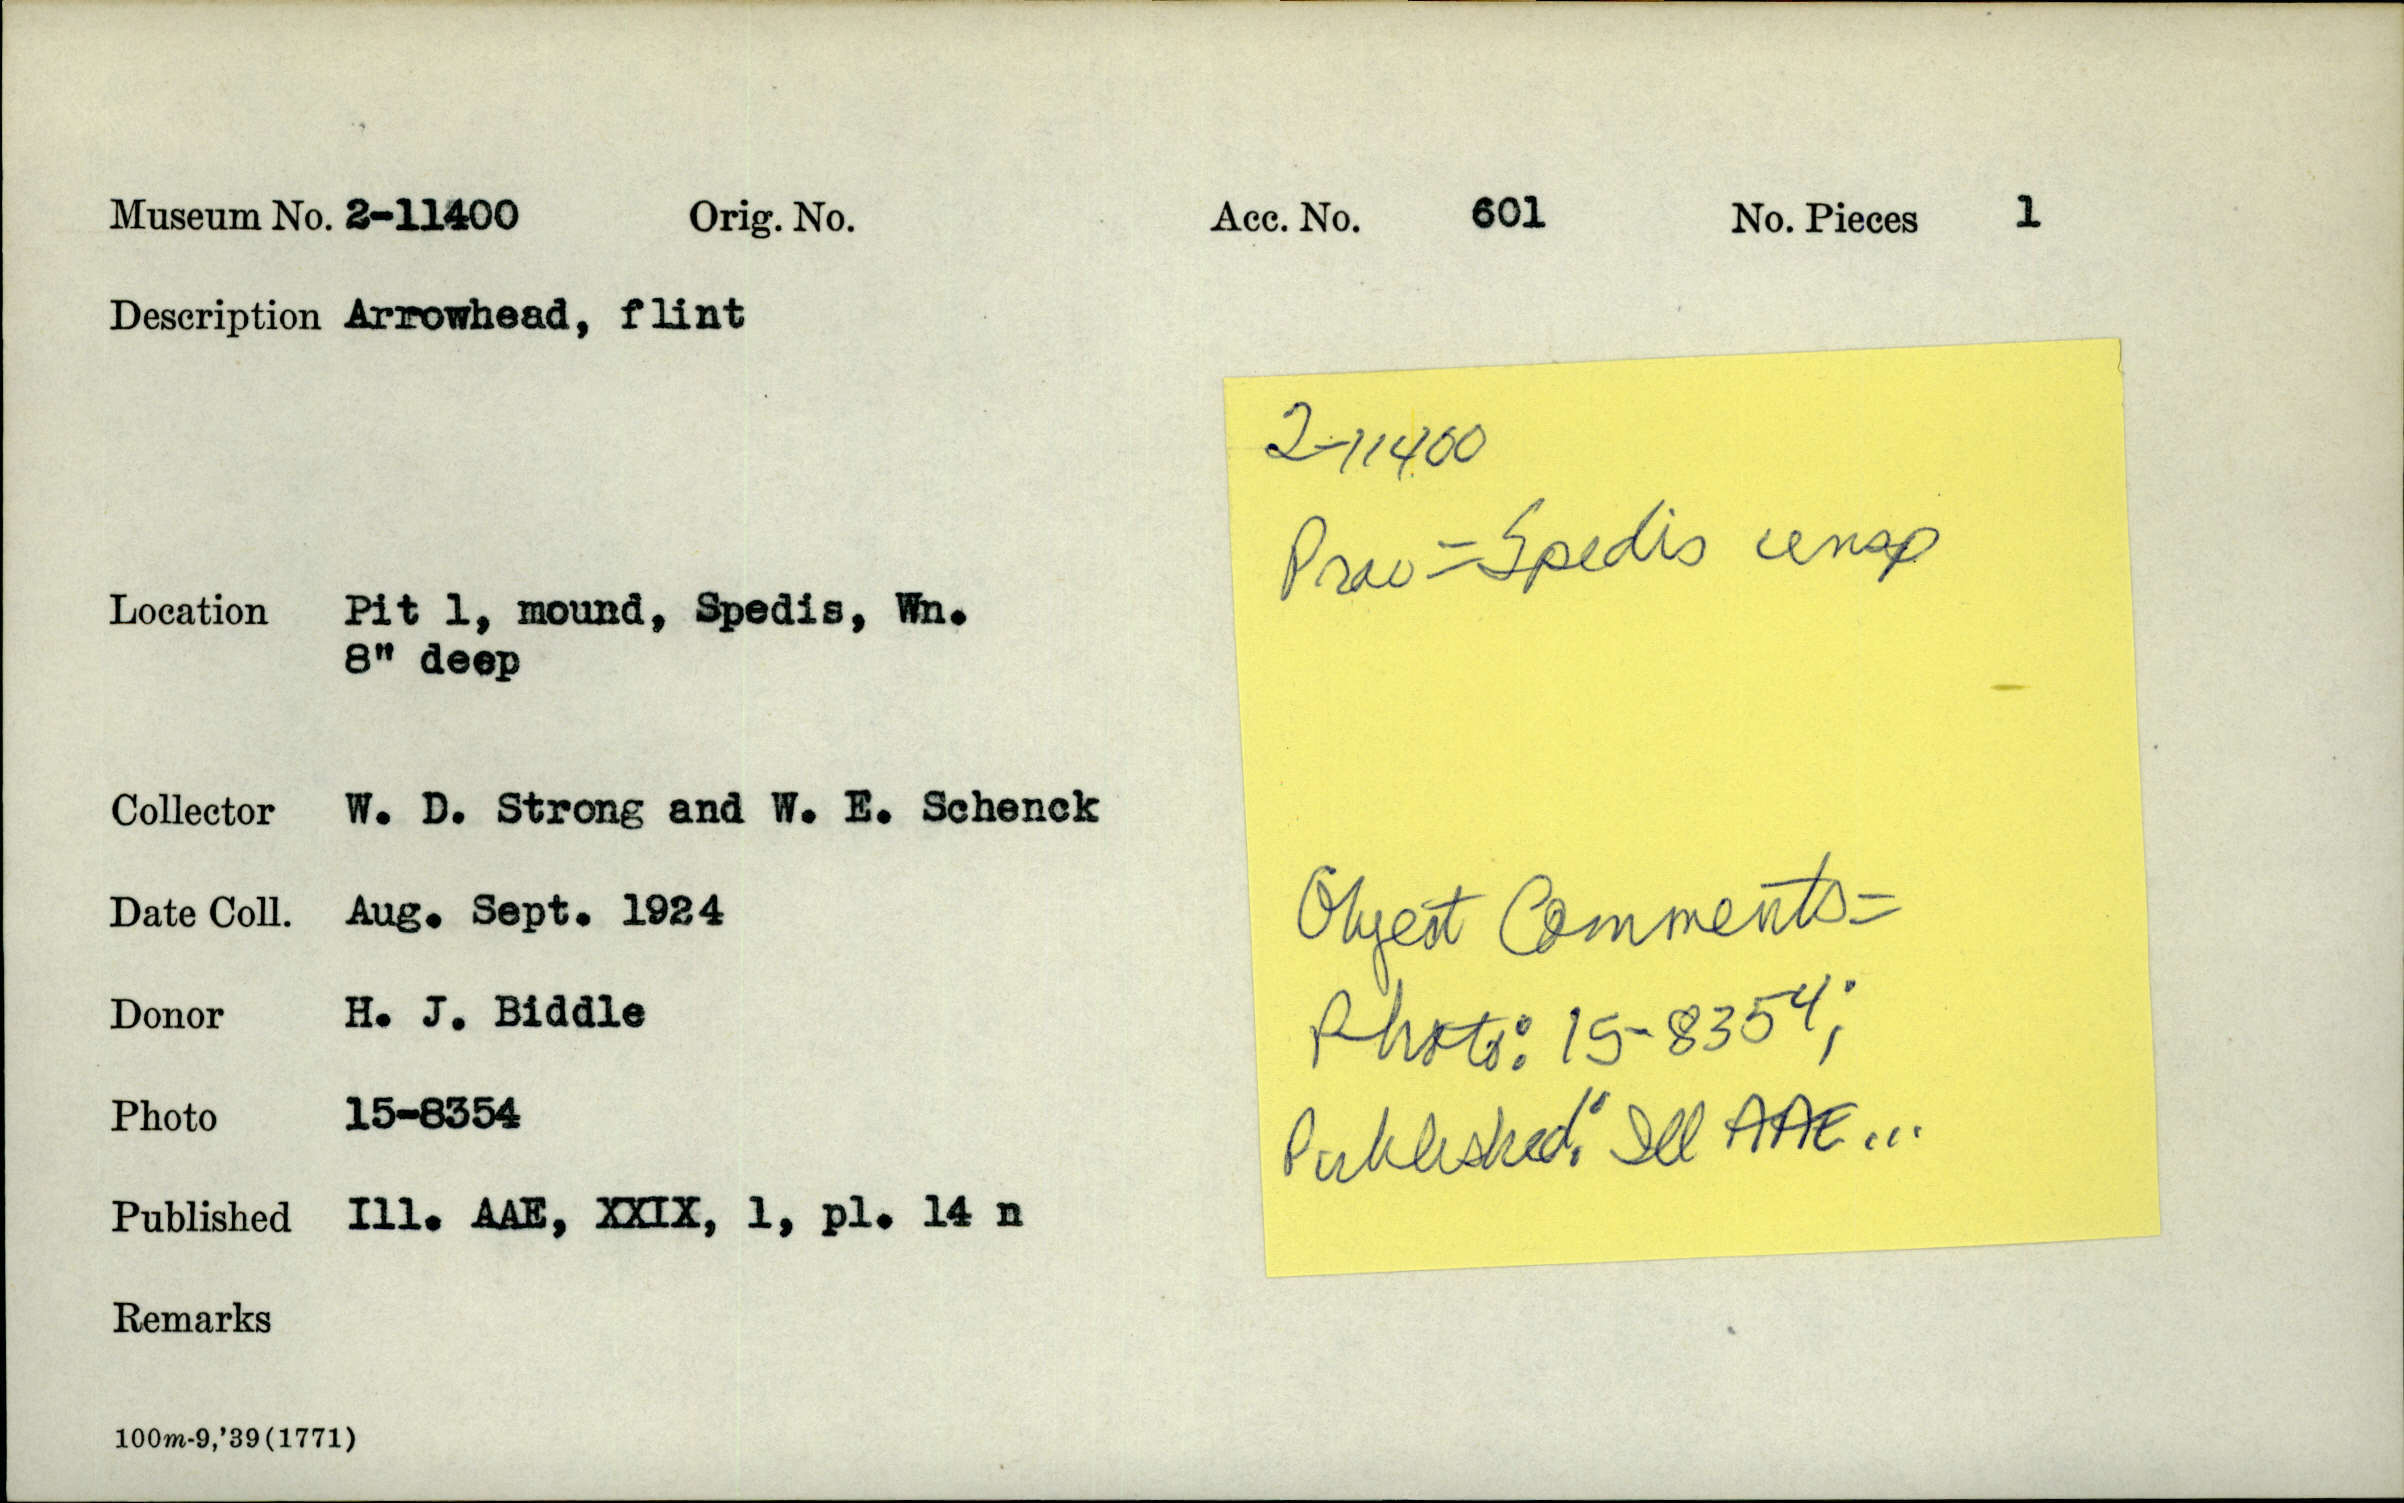 Museum No. 2-11400 Orig. No. Acc. No. 601 No. Pieces 1
Description Arrowhead, flint
Location Pit 1, mound, Spedis, Wn.
8" deep
Collector W. D. Strong and W. E. Schenck
Date Coll. Aug. Sept. 1924
Donor H. J. Biddle
Photo 15-8354
Published Ill. AAE, XXIX, 1, pl. 14 n
Remarks
100m-9,'39(1771)
2-11400
Prov = Spedis
Object Comments =
Photo: 15-8354;
Published: Ill AAE...